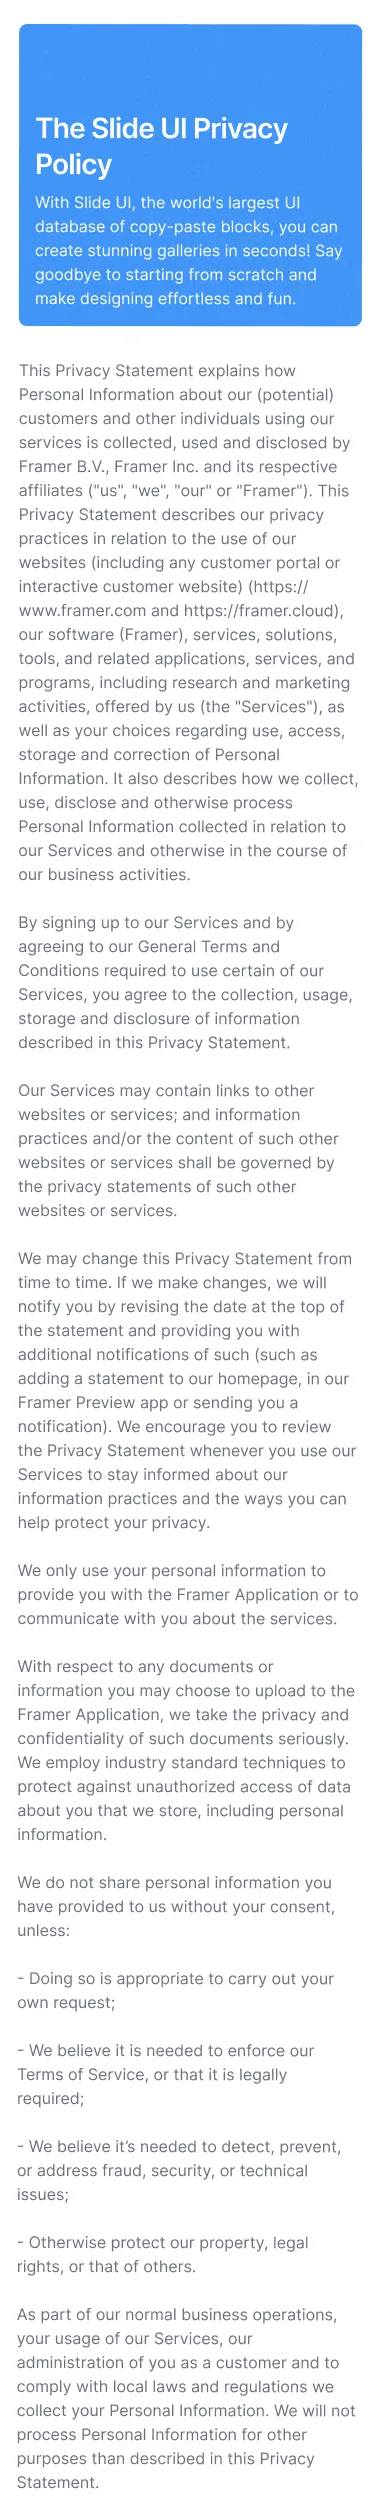 The Slide UI Privacy
Policy
With Slide UI, the world's largest UI
database of copy-paste blocks, you can
create stunning galleries in seconds! Say
goodbye to starting from scratch and
make designing effortless and fun.
This Privacy Statement explains how
Personal Information about our (potential)
customers and other individuals using our
services is collected, used and disclosed by
Framer B.V., Framer Inc. and its respective
affiliates ("us", "we", "our" or "Framer"). This
Privacy Statement describes our privacy
practices in relation to the use of our
websites (including any customer portal or
interactive customer website) (https://
www.framer.com and https://framer.cloud),
our software (Framer), services, solutions,
tools, and related applications, services, and
programs, including research and marketing
activities, offered by us (the "Services"), as
well as your choices regarding use, access,
storage and correction of Personal
Information. It also describes how we collect,
use, disclose and otherwise process
Personal Information collected in relation to
our Services and otherwise in the course of
our business activities.
By signing up to our Services and by
agreeing to our General Terms and
Conditions required to use certain of our
Services, you agree to the collection, usage,
storage and disclosure of information
described in this Privacy Statement.
Our Services may contain links to other
websites or services; and information
practices and/or the content of such other
websites or services shall be governed by
the privacy statements of such other
websites or services.
We may change this Privacy Statement from
time to time. If we make changes, we will
notify you by revising the date at the top of
the statement and providing you with
additional notifications of such (such as
adding a statement to our homepage, in our
Framer Preview app or sending you a
notification). We encourage you to review
the Privacy Statement whenever you use our
Services to stay informed about our
information practices and the ways you can
help protect your privacy.
We only use your personal information to
provide you with the Framer Application or to
communicate with you about the services.
With respect to any documents or
information you may choose to upload to the
Framer Application, we take the privacy and
confidentiality of such documents seriously.
We employ industry standard techniques to
protect against unauthorized access of data
about you that we store, including personal
information.
We do not share personal information you
have provided to us without your consent,
unless:
- Doing so is appropriate to carry out your
own request;
- We believe it is needed to enforce our
Terms of Service, or that it is legally
required;
- We believe it’s needed to detect, prevent,
or address fraud, security, or technical
issues;
- Otherwise protect our property, legal
rights, or that of others.
As part of our normal business operations,
your usage of our Services, our
administration of you as a customer and to
comply with local laws and regulations we
collect your Personal Information. We will not
process Personal Information for other
purposes than described in this Privacy
Statement.